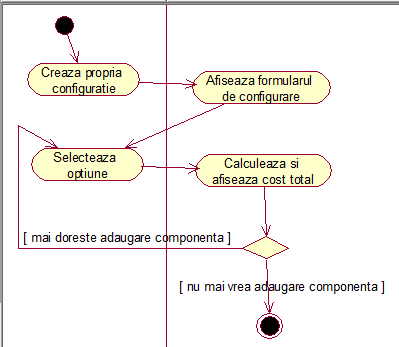 Creaza propria
configuratie
Afiseaza formularul
de configurare
Selecteaza
optiune
Calculeaza si
afiseaza cost total
[ mai doreste adaugare componenta ]
[ nu mai vrea adaugare componenta ]